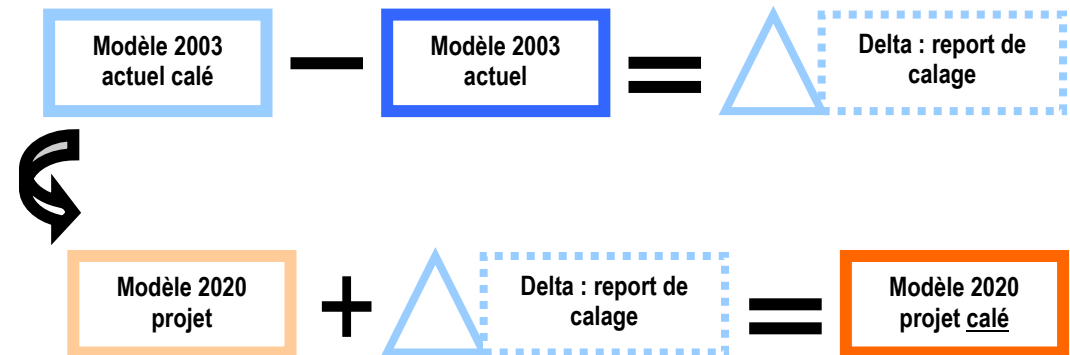 Modèle 2003
actuel calé
Modèle 2003
actuel
Delta : report de
calage
Modèle 2020
projet
Delta : report de
calage
Modèle 2020
projet calé